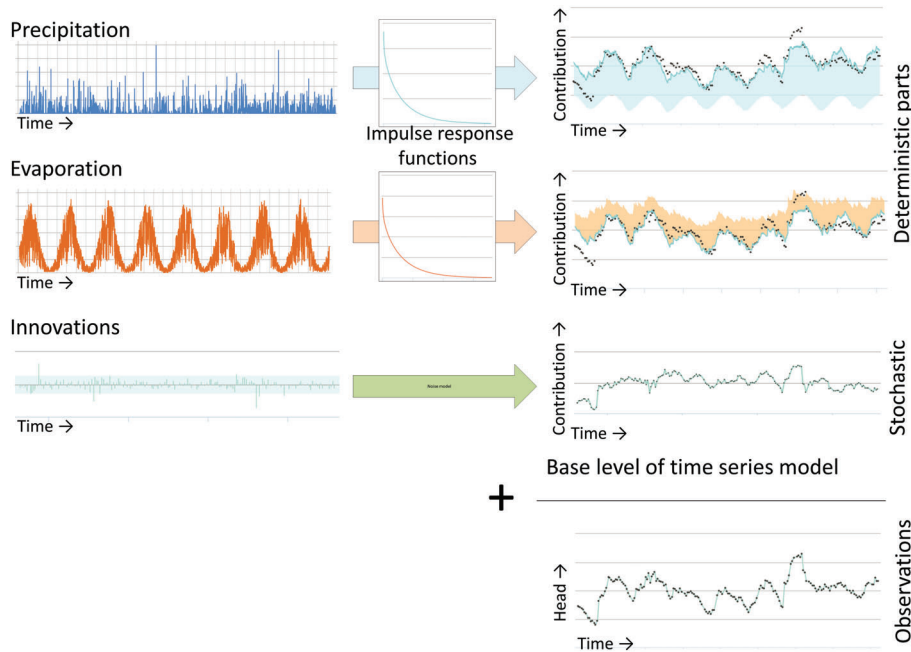 Precipitation
Time →
Contribution →
Time →
Deterministic parts
Impulse response
functions
Evaporation
Time →
Contribution →
Time →
Innovations
Time →
Noise model
Contribution →
Time →
Stochastic
Base level of time series model
+
Head →
Time →
Observations